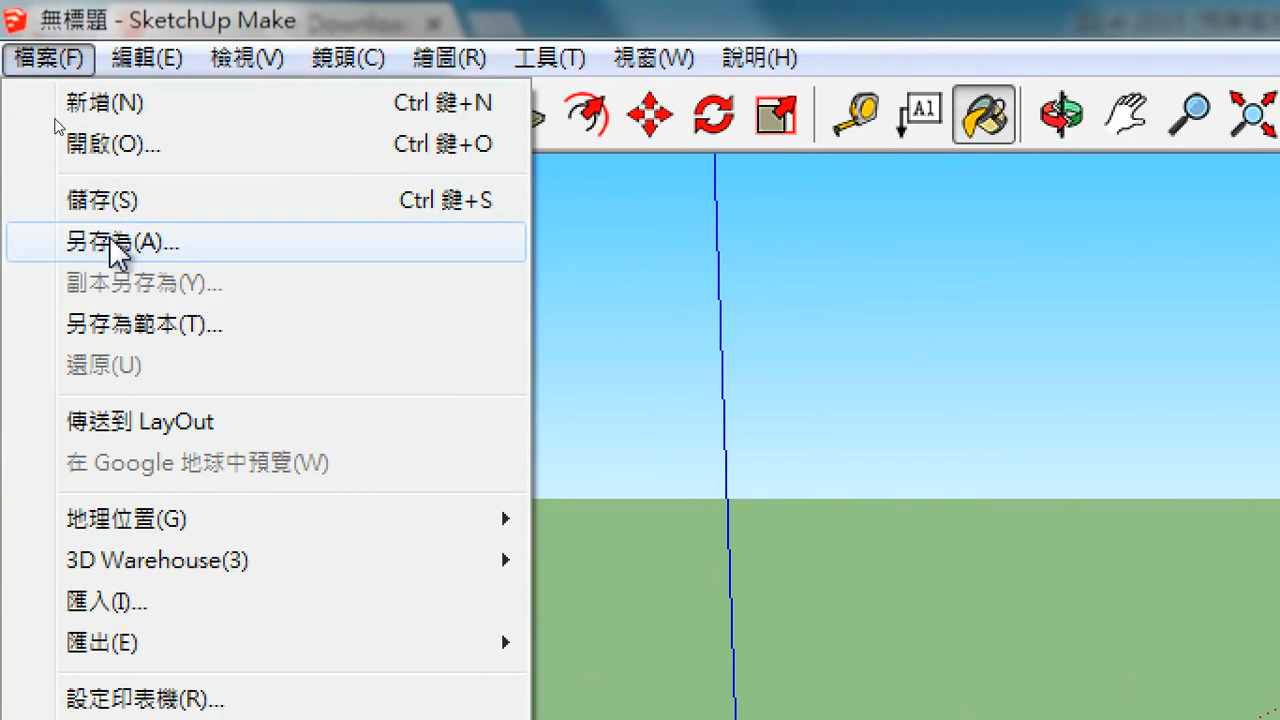 無標題 - SketchUp Make
檔案(F) 編輯(E) 檢視(V) 鏡頭(C) 繪圖(R) 工具(T) 視窗(W) 說明(H)
新增(N) Ctrl 鍵+N
開啟(O)... Ctrl 鍵+O
儲存(S) Ctrl 鍵+S
另存為(A)...
副本另存為(Y)...
另存為範本(T)...
還原(U)
傳送到 LayOut
在 Google 地球中預覽(W)
地理位置(G)
3D Warehouse(3)
匯入(I)...
匯出(E)
設定印表機(R)...
A1